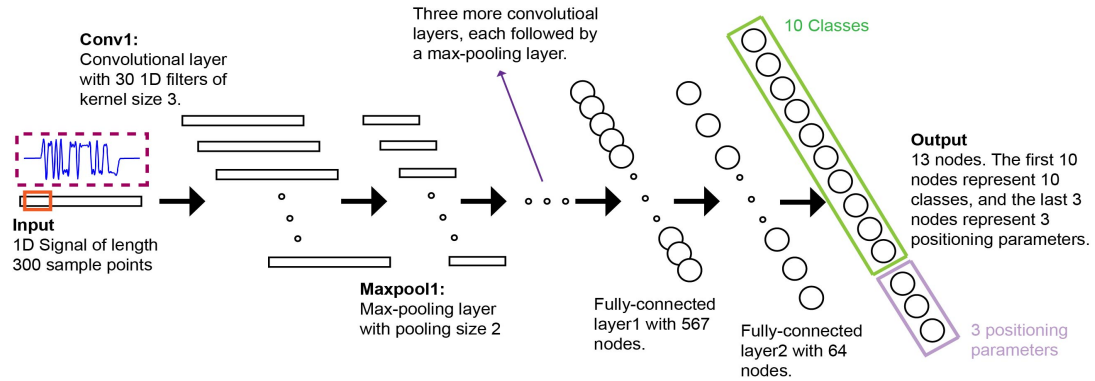 Three more convolutioal
layers, each followed by
a max-pooling layer.
10 Classes
Conv1:
Convolutional layer
with 30 1D filters of
kernel size 3.
Input
1D Signal of length
300 sample points
Maxpool1:
Max-pooling layer
with pooling size 2
Fully-connected
layer1 with 567
nodes.
Fully-connected
layer2 with 64
nodes.
Output
13 nodes. The first 10
nodes represent 10
classes, and the last 3
nodes represent 3
positioning parameters.
3 positioning
parameters